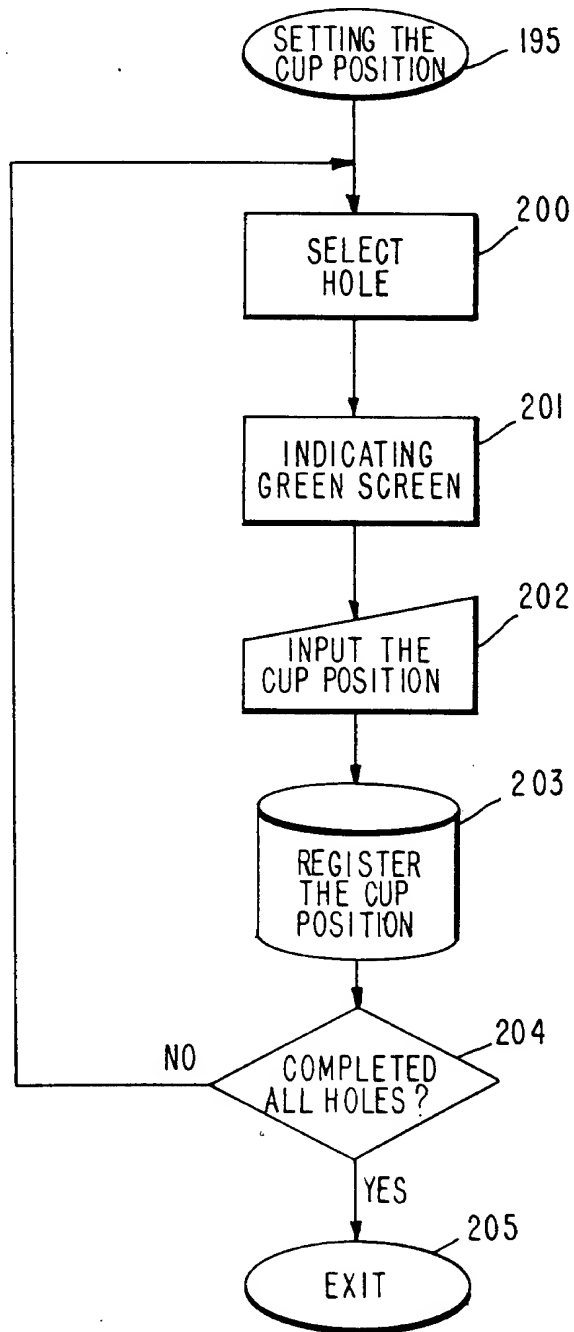 SETTING THE
CUP POSITION
195
200
SELECT
HOLE
201
INDICATING
GREEN SCREEN
202
INPUT THE
CUP POSITION
203
REGISTER
THE CUP
POSITION
204
NO
COMPLETED
ALL HOLES?
YES
205
EXIT